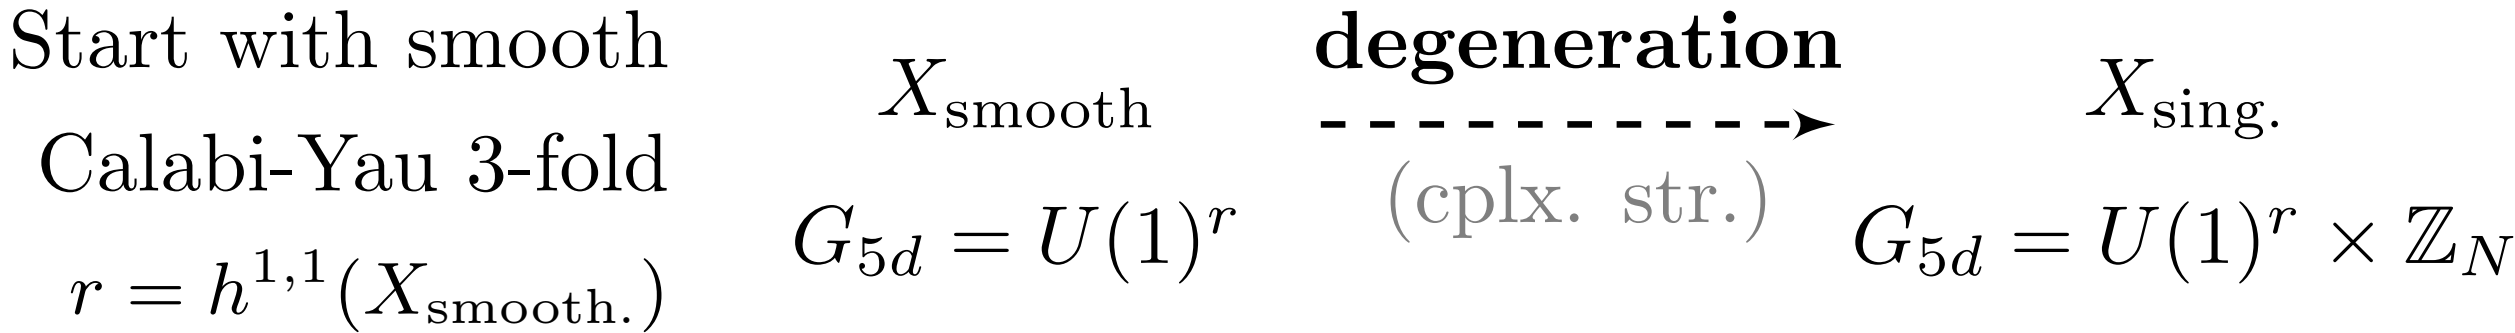 Start with smooth
Calabi-Yau 3-fold
r = h^{1,1}(X_{smooth.})
X_{smooth}
G_{5d} = U(1)^r
degeneration
(cplx. str.)
X_{sing.}
G_{5d} = U(1)^r × ℤ_N